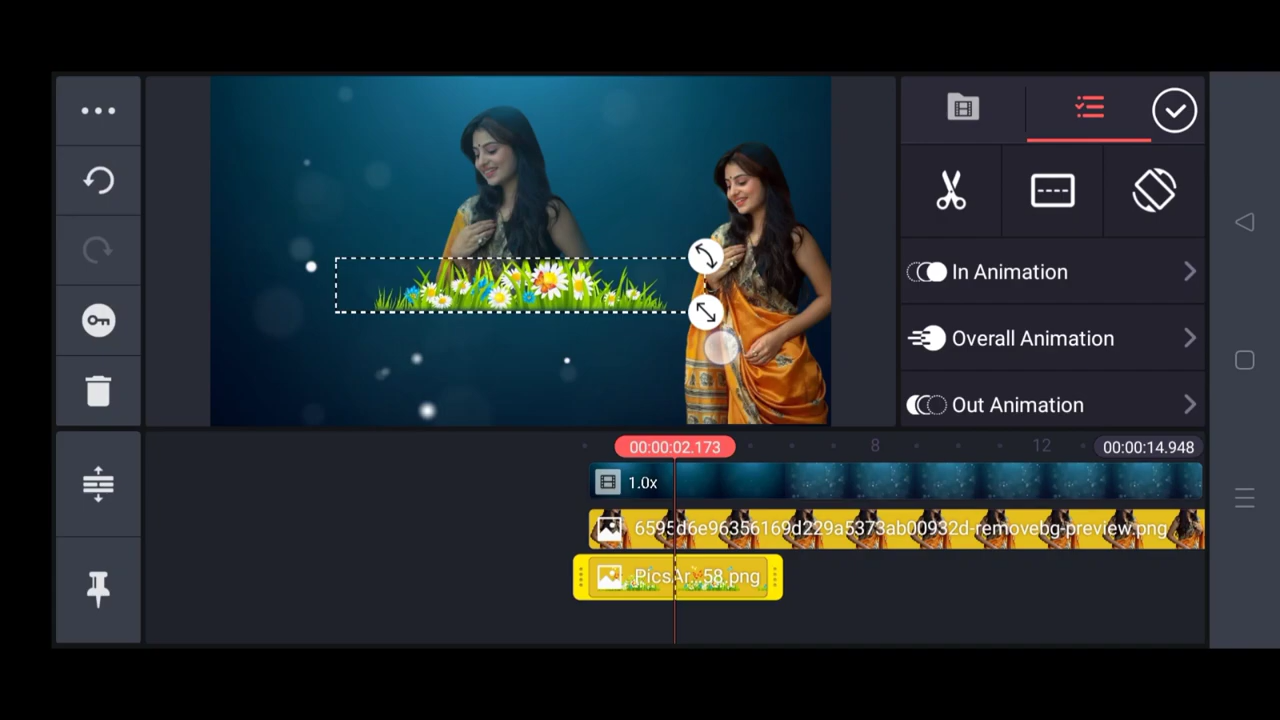 In Animation
Overall Animation
Out Animation
00:00:02.173
8
12
00:00:14.948
1.0x
6595d6e96356169d229a5373ab00932d-removebg-preview.png
PicsAr...58.png